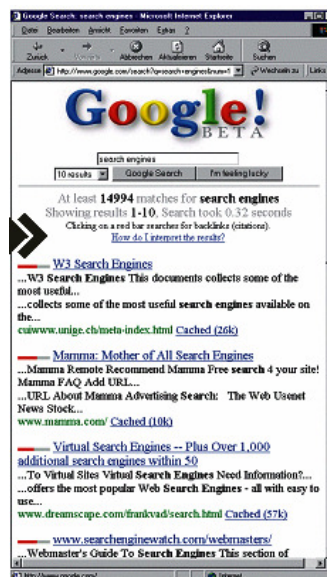 Google Search: search engines - Microsoft Internet Explorer
Datei Bearbeiten Ansicht Favoriten Extras ?
Zurück Abbrechen Aktualisieren Startseite Suchen
Adresse http://www.google.com/search?q=search+engines&num=1 Wechseln zu Links
Google!
BETA
search engines
10 results Google Search I'm feeling lucky
At least 14994 matches for search engines
Showing results 1-10, Search took 0.32 seconds
Clicking on a red bar searches for backlinks (citations).
How do I interpret the results?
W3 Search Engines
...W3 Search Engines This documents collects some of the
most useful...
...collects some of the most useful search engines available on
the...
cuiwww.unige.ch/meta-index.html Cached (26k)
Mamma: Mother of All Search Engines
...Mamma Remote Recommend Mamma Free search 4 your site!
Mamma FAQ Add URL...
...URL About Mamma Advertising Search: The Web Usenet
News Stock...
www.mamma.com/ Cached (10k)
Virtual Search Engines -- Plus Over 1,000
additional search engines within 50
...To Virtual Sites Virtual Search Engines Need Information?...
...offers the most popular Web Search Engines - all with easy to
use...
www.dreamscape.com/frankvad/search.html Cached (57k)
www.searchenginewatch.com/webmasters/
...Webmaster's Guide To Search Engines This section of
http://www.google.com/ Internet